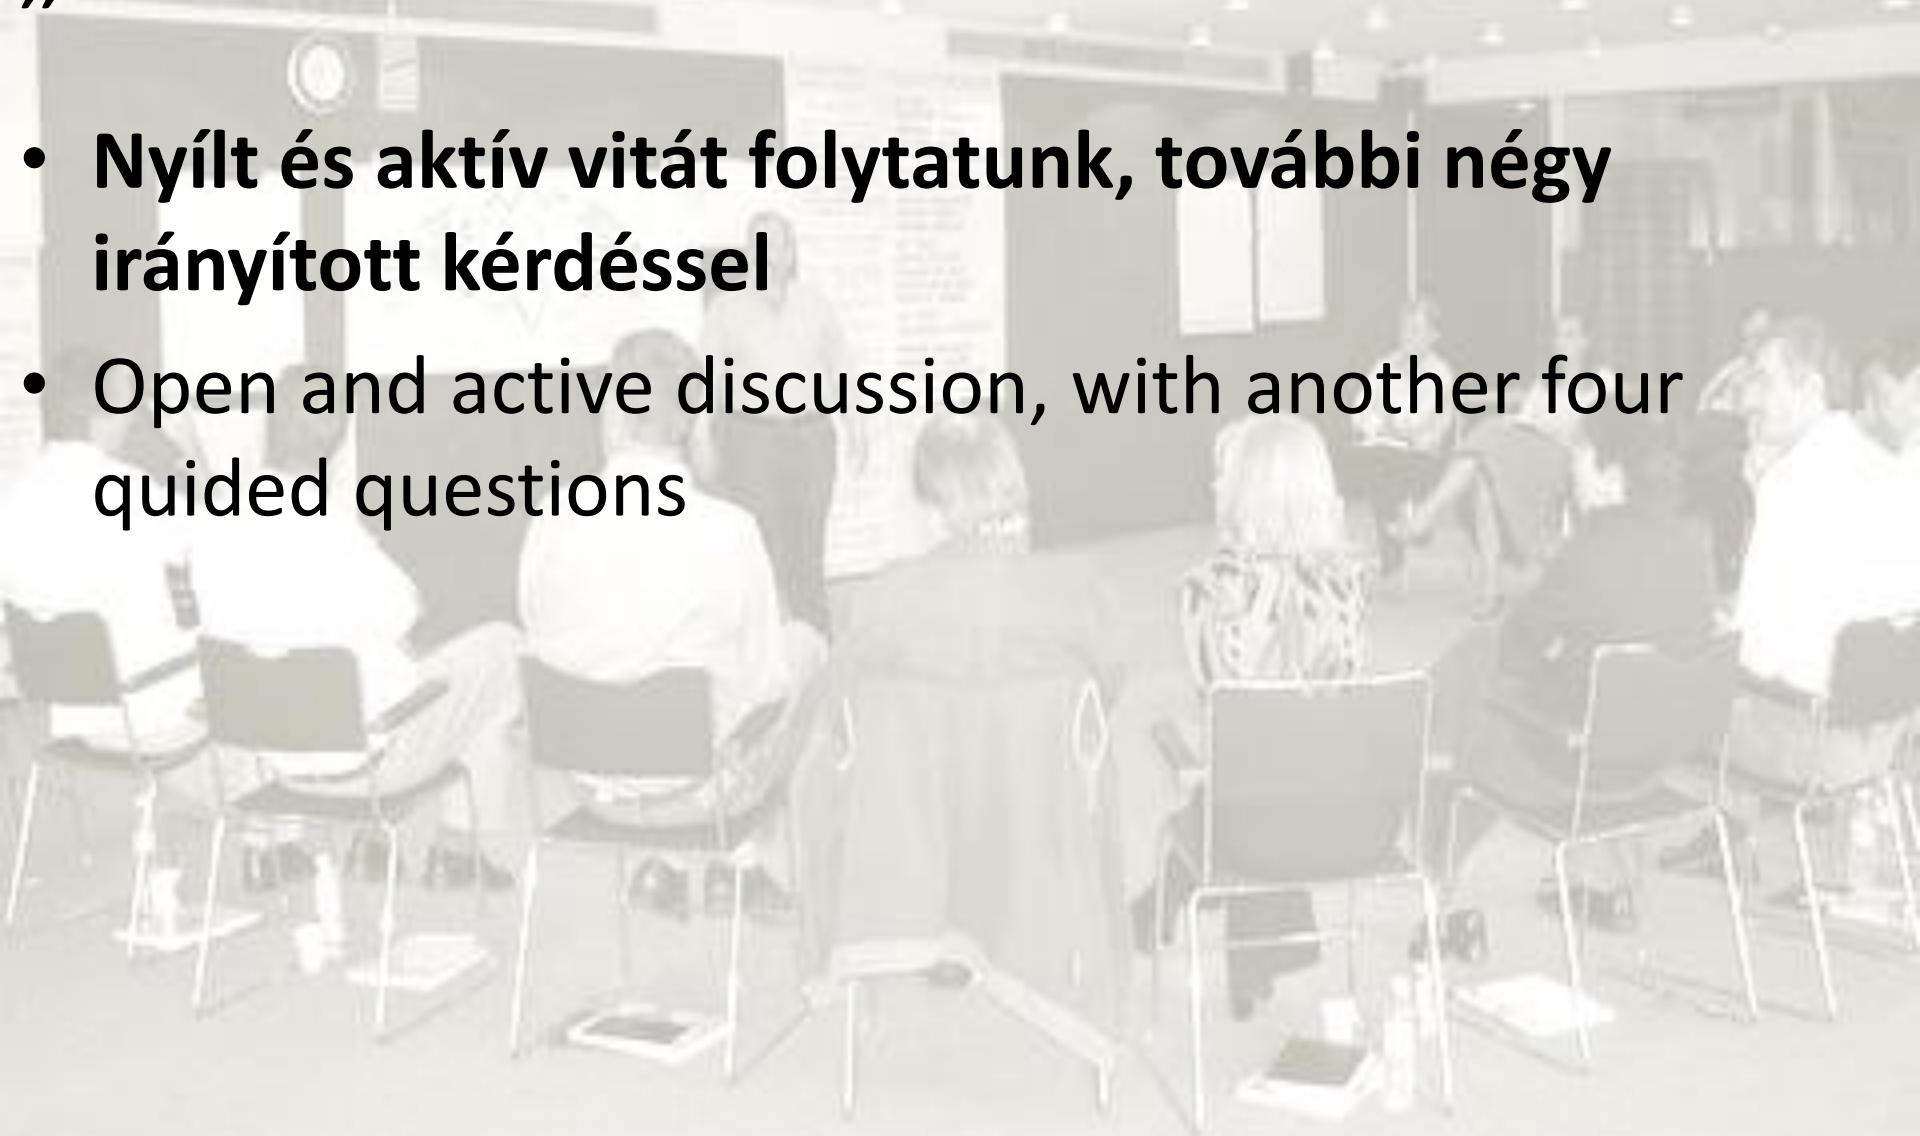 „
• Nyílt és aktív vitát folytatunk, további négy
irányított kérdéssel
• Open and active discussion, with another four
quided questions